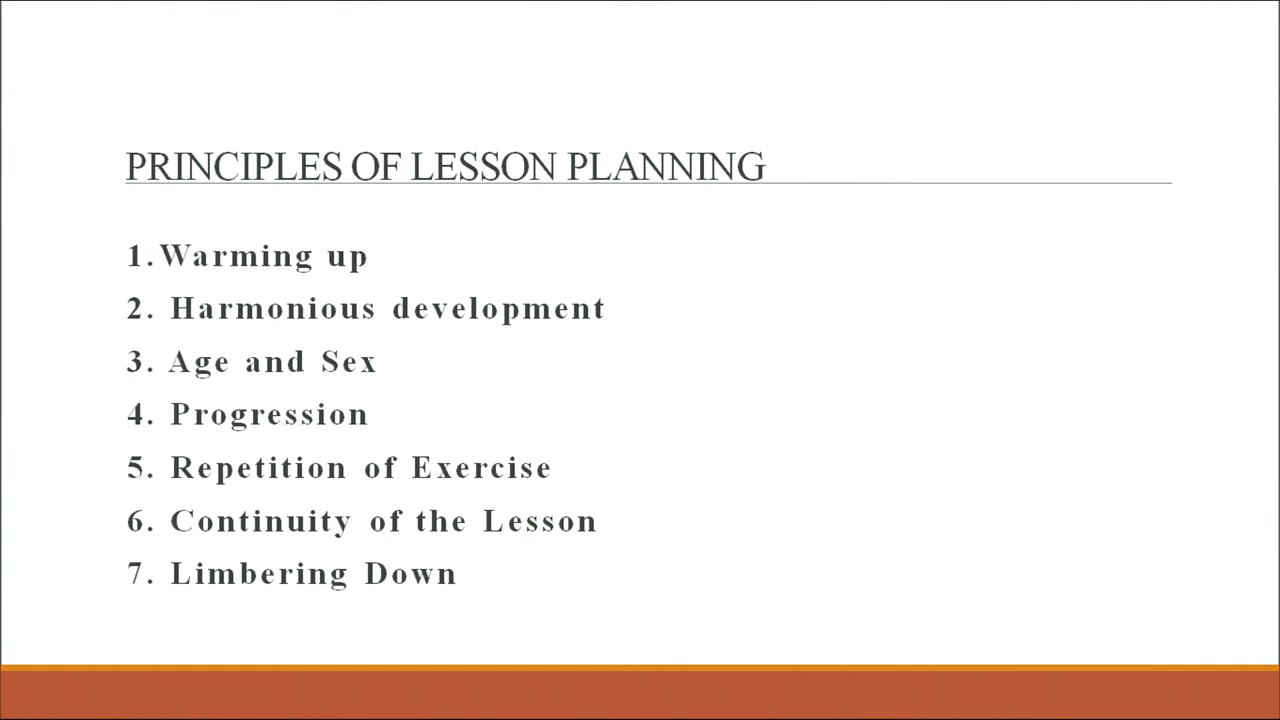 PRINCIPLES OF LESSON PLANNING
1.Warming up
2. Harmonious development
3. Age and Sex
4. Progression
5. Repetition of Exercise
6. Continuity of the Lesson
7. Limbering Down